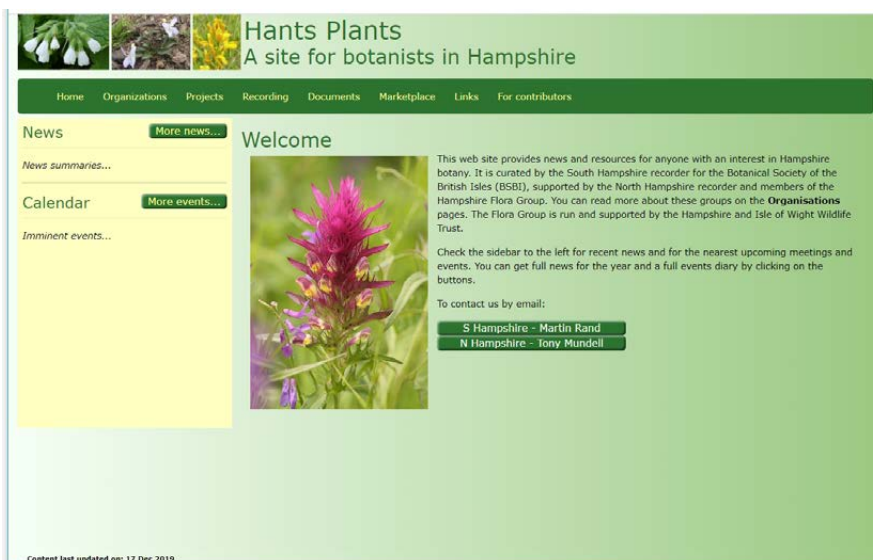 Hants Plants
A site for botanists in Hampshire
Home Organizations Projects Recording Documents Marketplace Links For contributors
News More news...
News summaries...
Calendar More events...
Imminent events...
Welcome
This web site provides news and resources for anyone with an interest in Hampshire
botany. It is curated by the South Hampshire recorder for the Botanical Society of the
British Isles (BSBI), supported by the North Hampshire recorder and members of the
Hampshire Flora Group. You can read more about these groups on the Organisations
pages. The Flora Group is run and supported by the Hampshire and Isle of Wight Wildlife
Trust.
Check the sidebar to the left for recent news and for the nearest upcoming meetings and
events. You can get full news for the year and a full events diary by clicking on the
buttons.
To contact us by email:
S Hampshire - Martin Rand
N Hampshire - Tony Mundell
Content last updated on: 17 Dec 2019